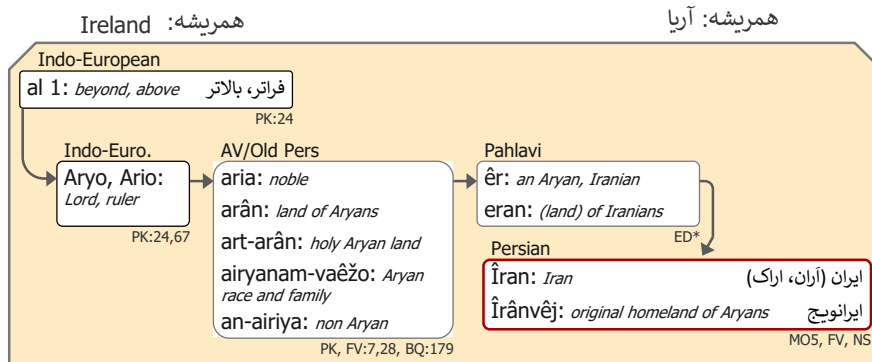 همریشه: آریا
همریشه: Ireland
Indo-European
al 1: beyond, above فراتر، بالاتر
PK:24
Indo-Euro.
Aryo, Ario:
Lord, ruler
PK:24,67
AV/Old Pers
aria: noble
arân: land of Aryans
art-arân: holy Aryan land
airyanam-vaêžo: Aryan
race and family
an-airiya: non Aryan
PK, FV:7,28, BQ:179
Pahlavi
êr: an Aryan, Iranian
eran: (land) of Iranians
ED*
Persian
Îran: Iran ایران (آران، اراک)
Îrânvêj: original homeland of Aryans ایرانویج
MO5, FV, NS